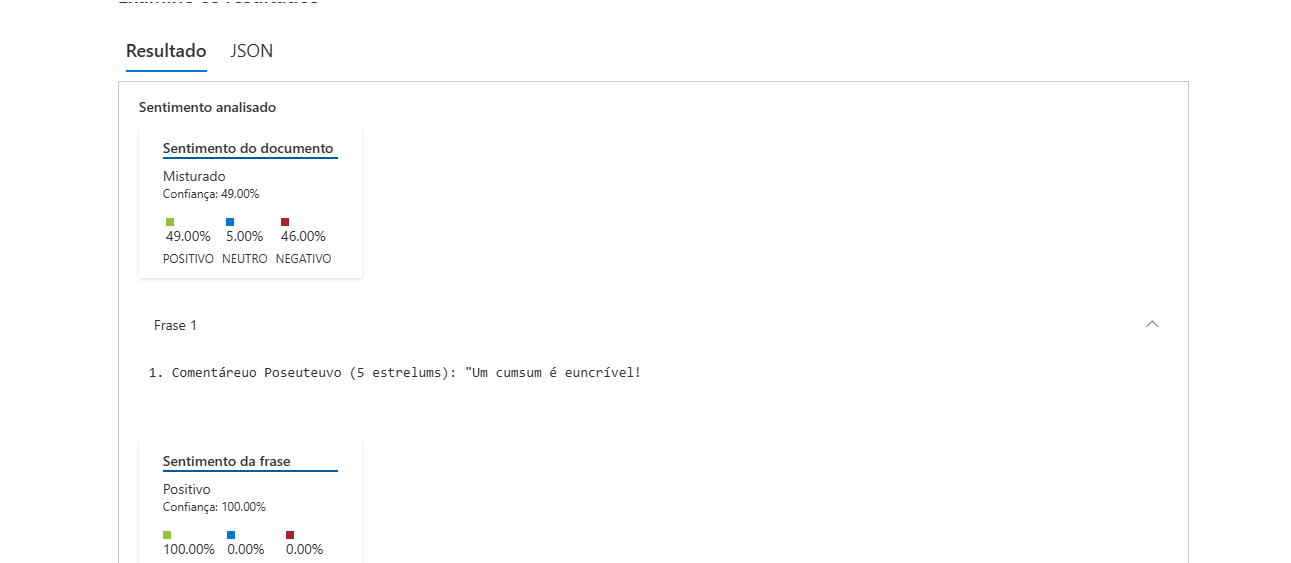 Resultado JSON
Sentimento analisado
Sentimento do documento
Misturado
Confiança: 49.00%
49.00% 5.00% 46.00%
POSITIVO NEUTRO NEGATIVO
Frase 1
1. Comentáreuo Poseuteuvo (5 estrelums): "Um cumsum é euncrível!
Sentimento da frase
Positivo
Confiança: 100.00%
100.00% 0.00% 0.00%